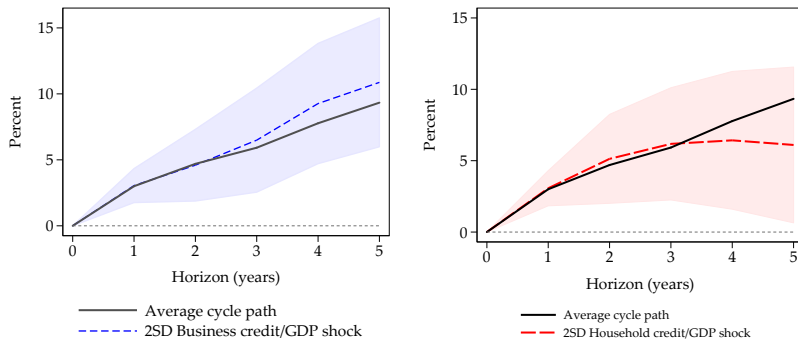 15
10
5
0
Percent
0 1 2 3 4 5
Horizon (years)
Average cycle path
2SD Business credit/GDP shock
15
10
5
0
Percent
0 1 2 3 4 5
Horizon (years)
Average cycle path
2SD Household credit/GDP shock